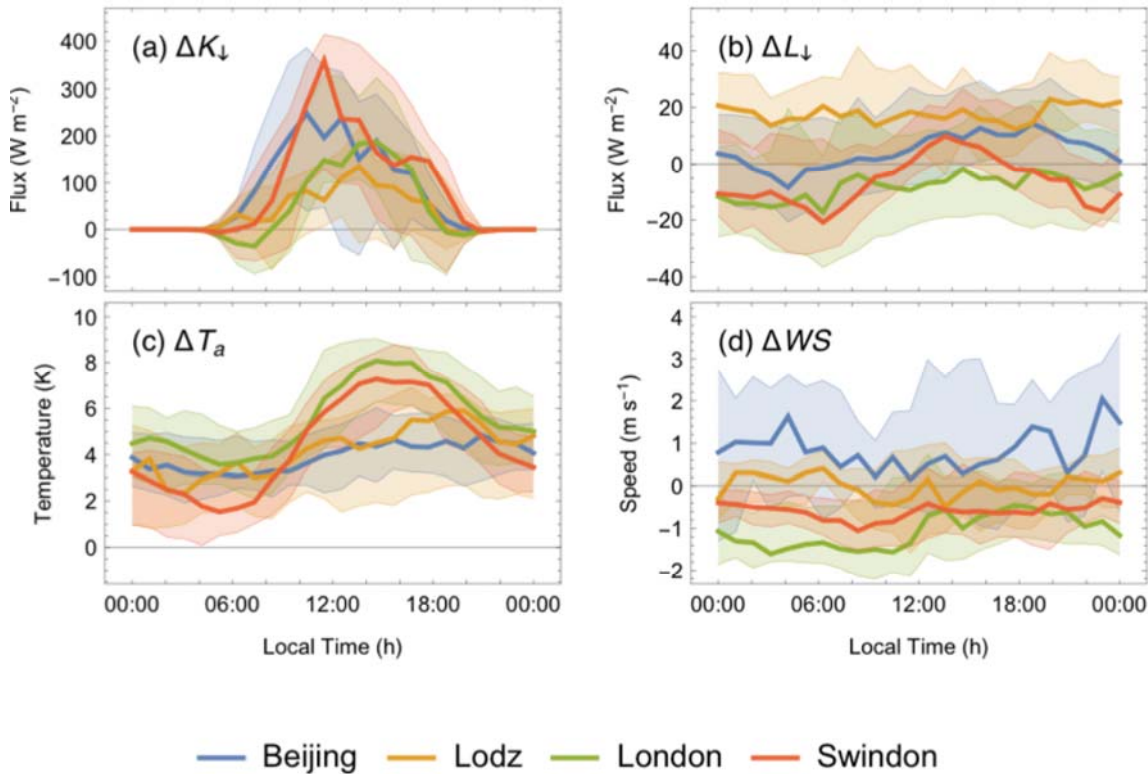 (a) ΔK↓
(b) ΔL↓
Flux (W m⁻²)
400
300
200
100
0
−100
Flux (W m⁻²)
40
20
0
−20
−40
(c) ΔTₐ
(d) ΔWS
Temperature (K)
10
8
6
4
2
0
Speed (m s⁻¹)
4
3
2
1
0
−1
−2
00:00 06:00 12:00 18:00 00:00
00:00 06:00 12:00 18:00 00:00
Local Time (h)
Local Time (h)
Beijing Lodz London Swindon